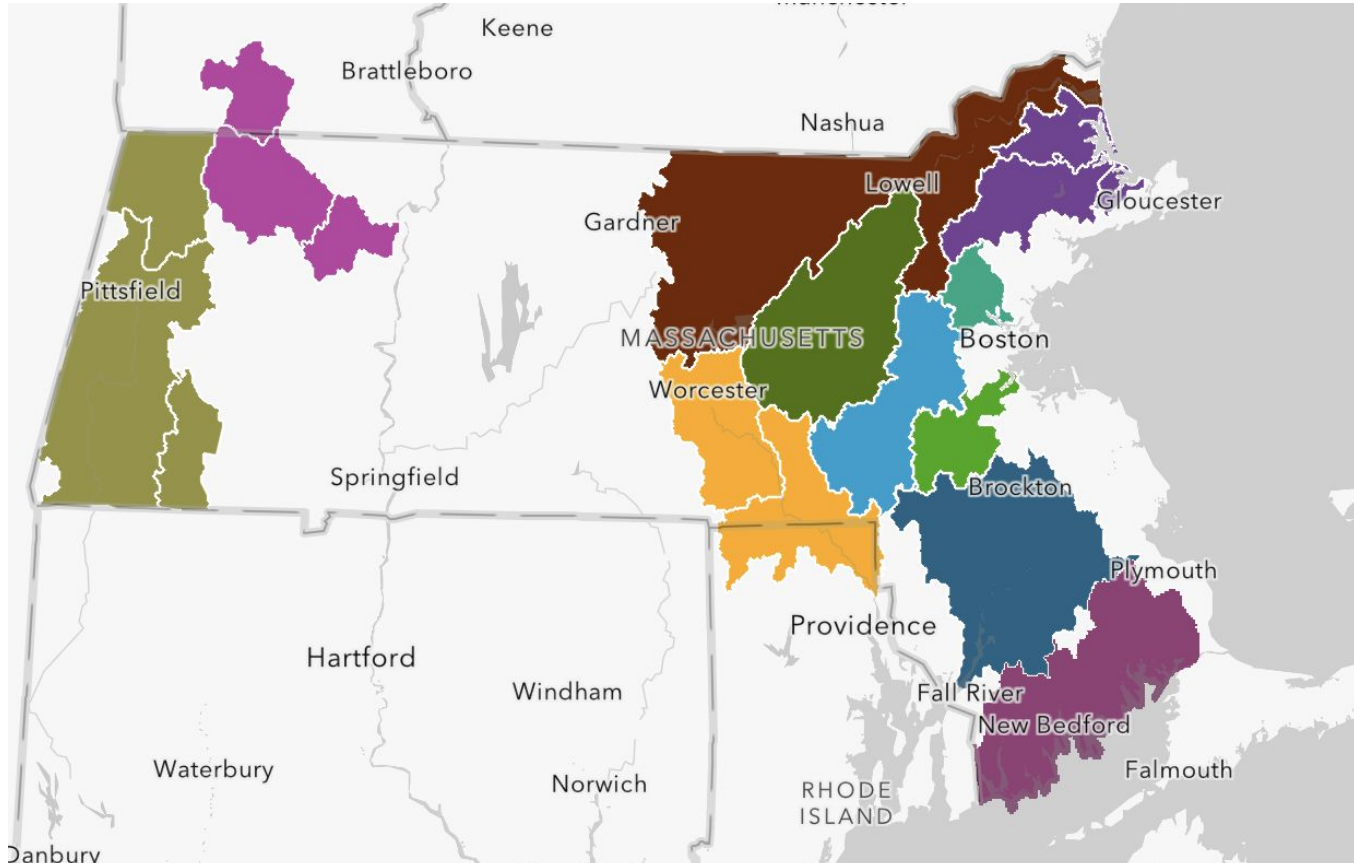 Keene
Brattleboro
Nashua
Lowell
Gardner
Gloucester
Pittsfield
MASSACHUSETTS
Boston
Worcester
Springfield
Brockton
Plymouth
Providence
Hartford
Windham
Fall River
New Bedford
Waterbury
Norwich
Falmouth
RHODE
ISLAND
Danbury